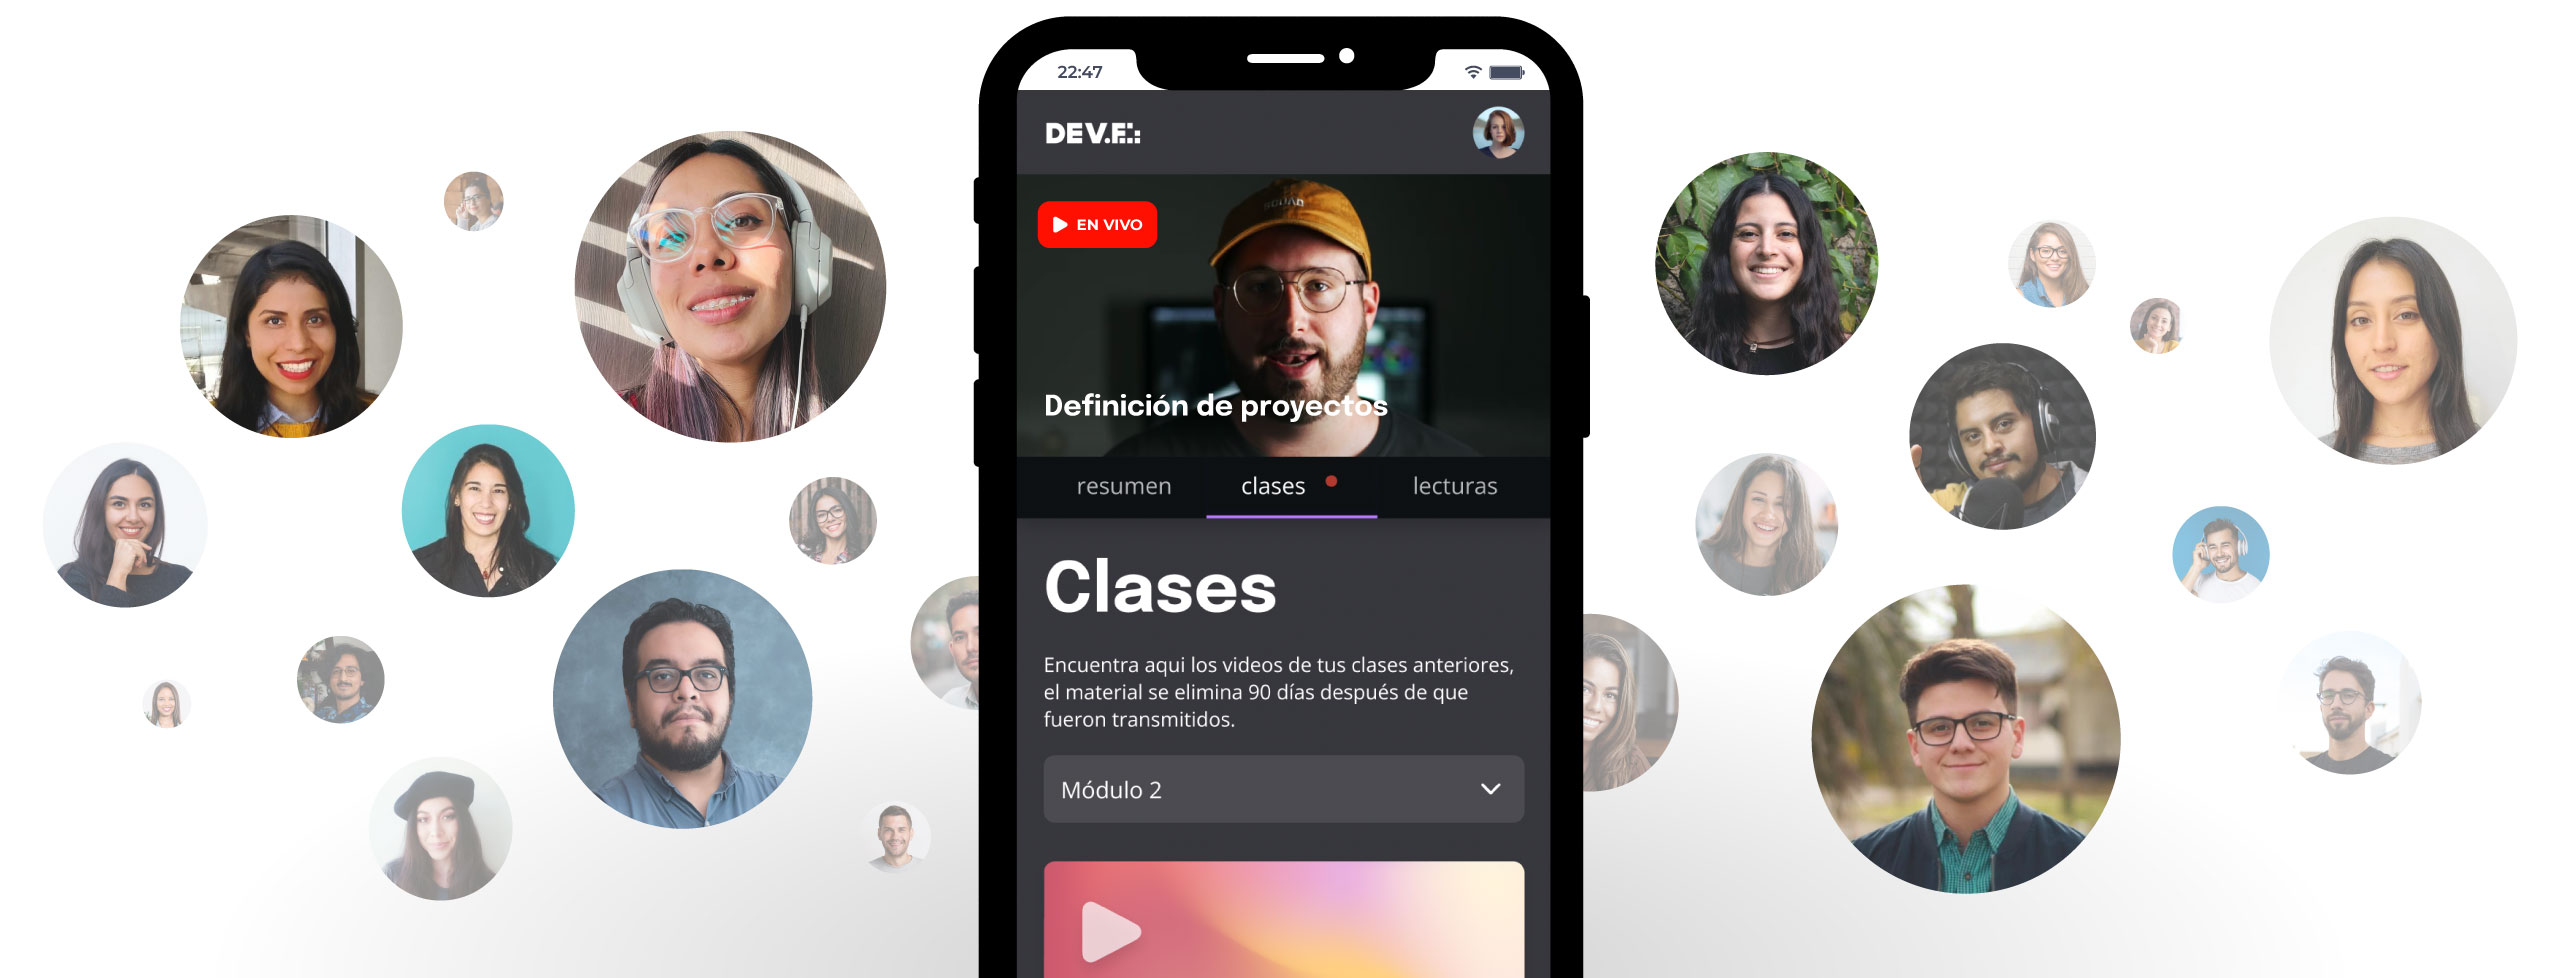 22:47
DEV.F.:
EN VIVO
SQUAD
Definición de proyectos
resumen
clases
lecturas
Clases
Encuentra aqui los videos de tus clases anteriores,
el material se elimina 90 días después de que
fueron transmitidos.
Módulo 2